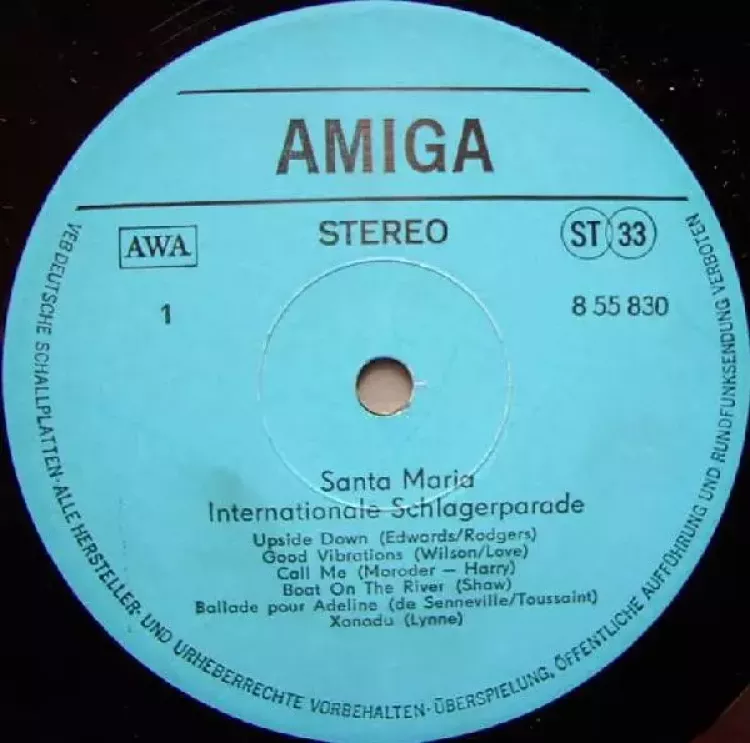 AMIGA
AWA
STEREO
ST 33
1
8 55 830
Santa Maria
Internationale Schlagerparade
Upside Down (Edwards/Rodgers)
Good Vibrations (Wilson/Love)
Call Me (Moroder – Harry)
Boat On The River (Shaw)
Ballade pour Adeline (de Senneville/Toussaint)
Xanadu (Lynne)
VEB DEUTSCHE SCHALLPLATTEN·ALLE HERSTELLER- UND URHEBERRECHTE VORBEHALTEN·ÜBERSPIELUNG, ÖFFENTLICHE AUFFÜHRUNG UND RUNDFUNKSENDUNG VERBOTEN